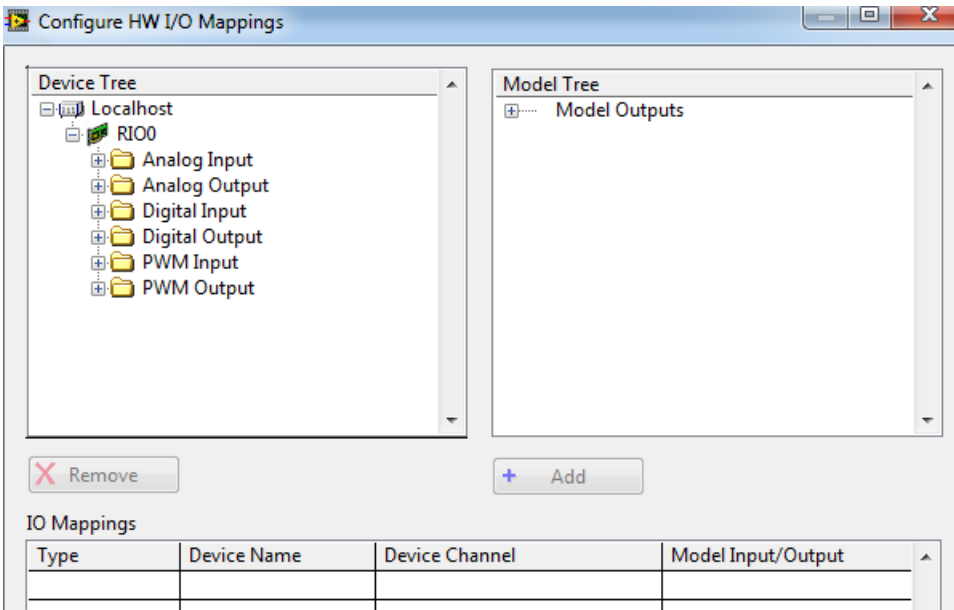 Configure HW I/O Mappings
Device Tree
Localhost
RIO0
Analog Input
Analog Output
Digital Input
Digital Output
PWM Input
PWM Output
Model Tree
Model Outputs
Remove
Add
IO Mappings
Type Device Name Device Channel Model Input/Output